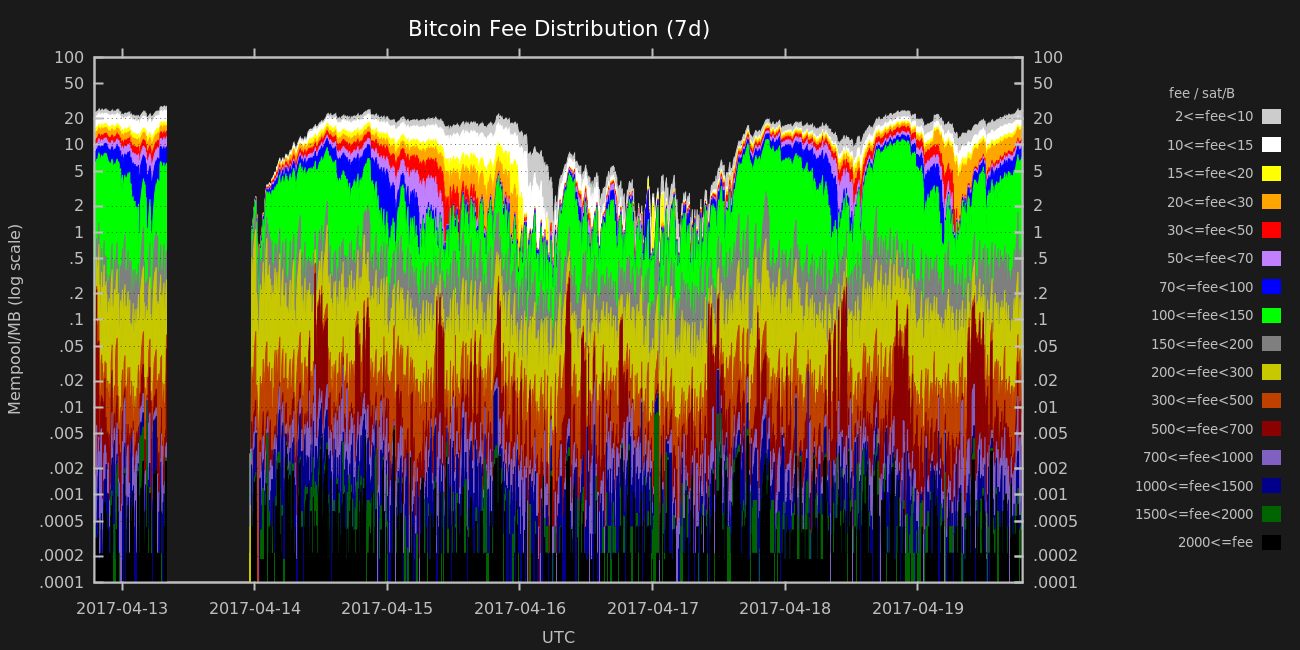 Bitcoin Fee Distribution (7d)
100 100
50 50
20 20
10 10
5 5
2 2
1 1
.5 .5
.2 .2
.1 .1
.05 .05
.02 .02
.01 .01
.005 .005
.002 .002
.001 .001
.0005 .0005
.0002 .0002
.0001 .0001
Mempool/MB (log scale)
2017-04-13 2017-04-14 2017-04-15 2017-04-16 2017-04-17 2017-04-18 2017-04-19
UTC
fee / sat/B
2<=fee<10
10<=fee<15
15<=fee<20
20<=fee<30
30<=fee<50
50<=fee<70
70<=fee<100
100<=fee<150
150<=fee<200
200<=fee<300
300<=fee<500
500<=fee<700
700<=fee<1000
1000<=fee<1500
1500<=fee<2000
2000<=fee